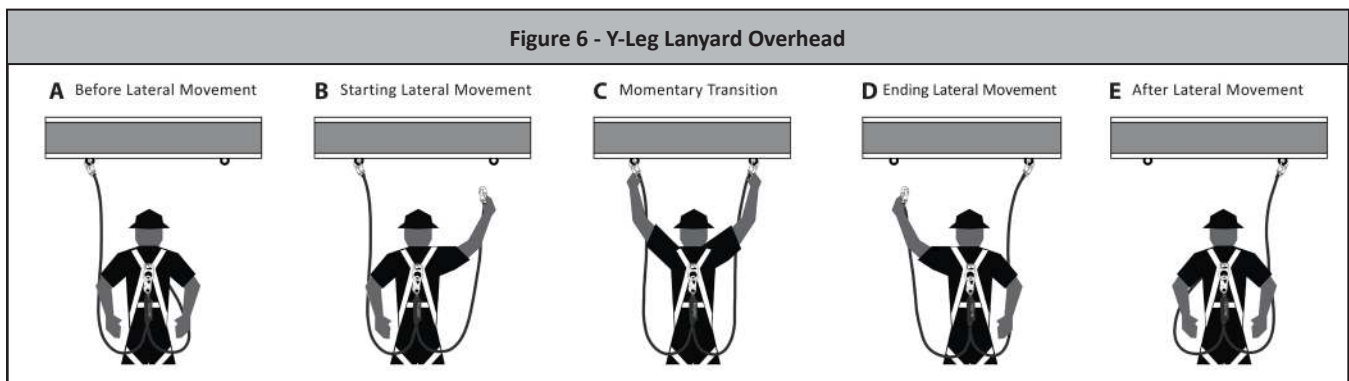 Figure 6 - Y-Leg Lanyard Overhead
A Before Lateral Movement
B Starting Lateral Movement
C Momentary Transition
D Ending Lateral Movement
E After Lateral Movement